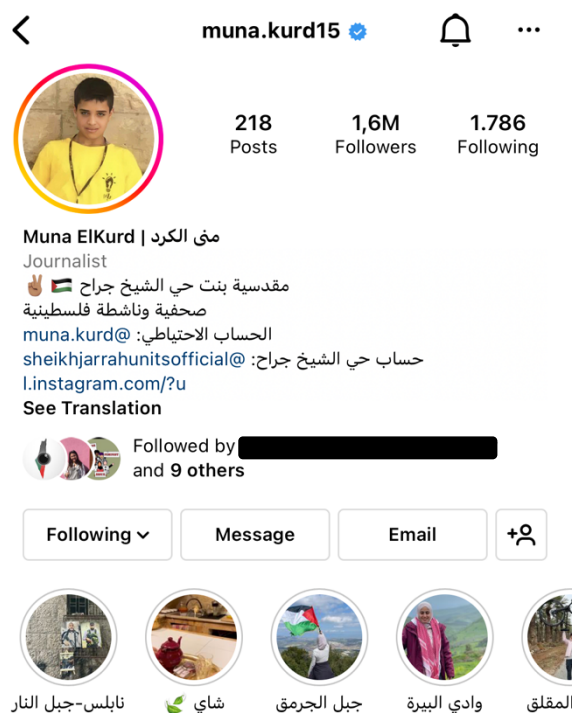 muna.kurd15
218
Posts
1,6M
Followers
1.786
Following
Muna ElKurd | منى الكرد
Journalist
مقدسية بنت حي الشيخ جراح 🇵🇸 ✌🏽
صحفية وناشطة فلسطينية
الحساب الاحتياطي: @muna.kurd
حساب حي الشيخ جراح: @sheikhjarrahunitsofficial
l.instagram.com/?u
See Translation
Followed by
and 9 others
Following
Message
Email
نابلس-جبل النار
شاي 🍃
جبل الجرمق
وادي البيرة
المقلق